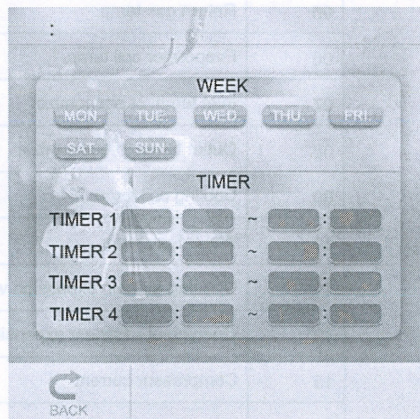 :
WEEK
MON TUE. WED THU. FRI
SAT SUN.
TIMER
TIMER 1 : ~ :
TIMER 2 : ~ :
TIMER 3 : ~ :
TIMER 4 : ~ :
BACK